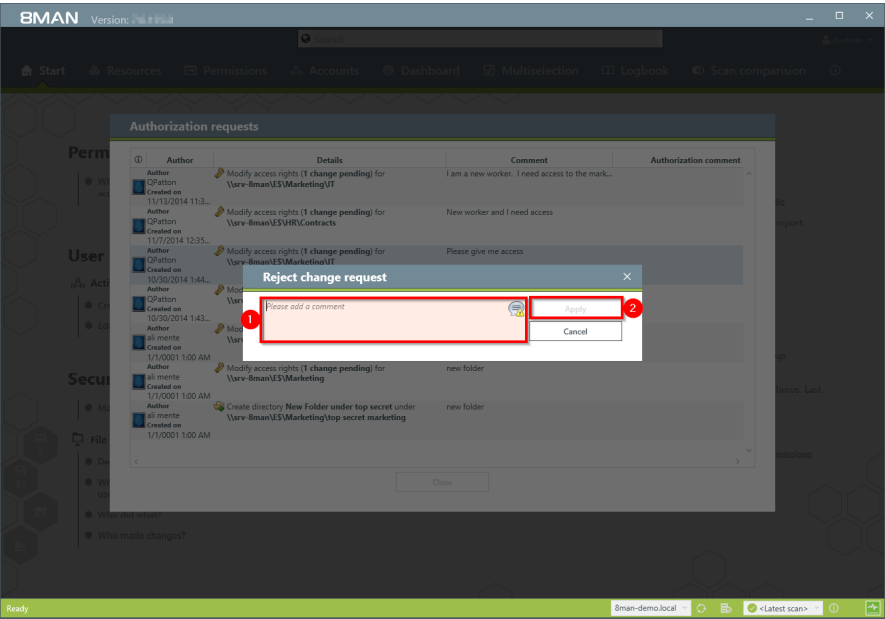 8MAN Version:
Search
Start Resources Permissions Accounts Dashboard Multiselection Logbook Scan comparision
Authorization requests
Author Details Comment Authorization comment
Author
QPatton
Created on
11/13/2014 11:3...
Modify access rights (1 change pending) for
\\srv-8man\E$\Marketing\IT
I am a new worker. I need access to the mark...
Author
QPatton
Created on
11/7/2014 12:35...
Modify access rights (1 change pending) for
\\srv-8man\E$\HR\Contracts
New worker and I need access
Author
QPatton
Created on
10/30/2014 1:44...
Modify access rights (1 change pending) for
\\srv-8man\E$\Marketing\IT
Please give me access
Author
QPatton
Created on
10/30/2014 1:43...
Reject change request
1
Please add a comment
Apply
2
Cancel
Author
ali mente
Created on
1/1/0001 1:00 AM
Author
ali mente
Created on
1/1/0001 1:00 AM
Modify access rights (1 change pending) for
\\srv-8man\E$\Marketing
new folder
Author
ali mente
Created on
1/1/0001 1:00 AM
Create directory New Folder under top secret under
\\srv-8man\E$\Marketing\top secret marketing
new folder
Close
User
File
Who did what?
Who made changes?
Ready
8man-demo.local
<Latest scan>